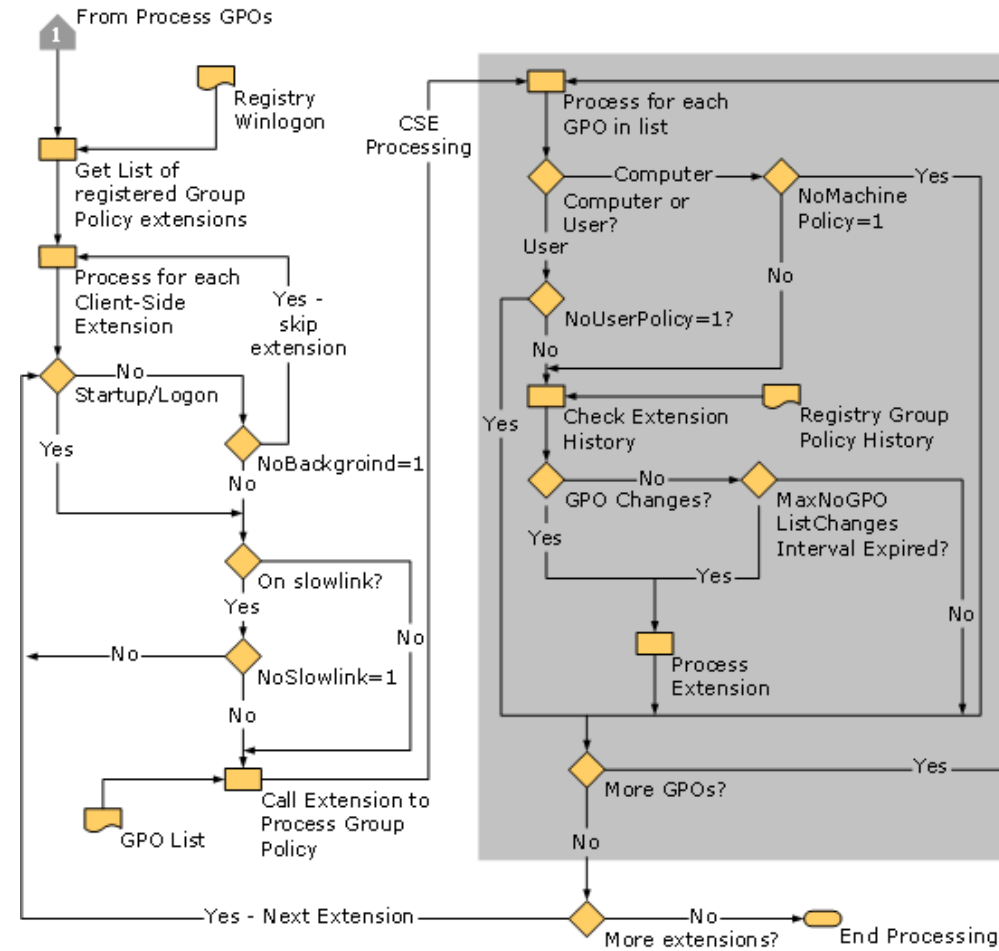 1
From Process GPOs
Registry
Winlogon
Get List of
registered Group
Policy extensions
Process for each
Client-Side
Extension
Yes -
skip
extension
No
Startup/Logon
Yes
NoBackgroind=1
No
On slowlink?
Yes
No
No
NoSlowlink=1
No
Call Extension to
Process Group
Policy
GPO List
CSE
Processing
Process for each
GPO in list
Computer
Computer or
User?
Yes
NoMachine
Policy=1
User
No
NoUserPolicy=1?
No
Yes
Check Extension
History
Registry Group
Policy History
No
GPO Changes?
MaxNoGPO
ListChanges
Interval Expired?
Yes
Yes
No
Process
Extension
More GPOs?
Yes
No
Yes - Next Extension
More extensions?
No
End Processing